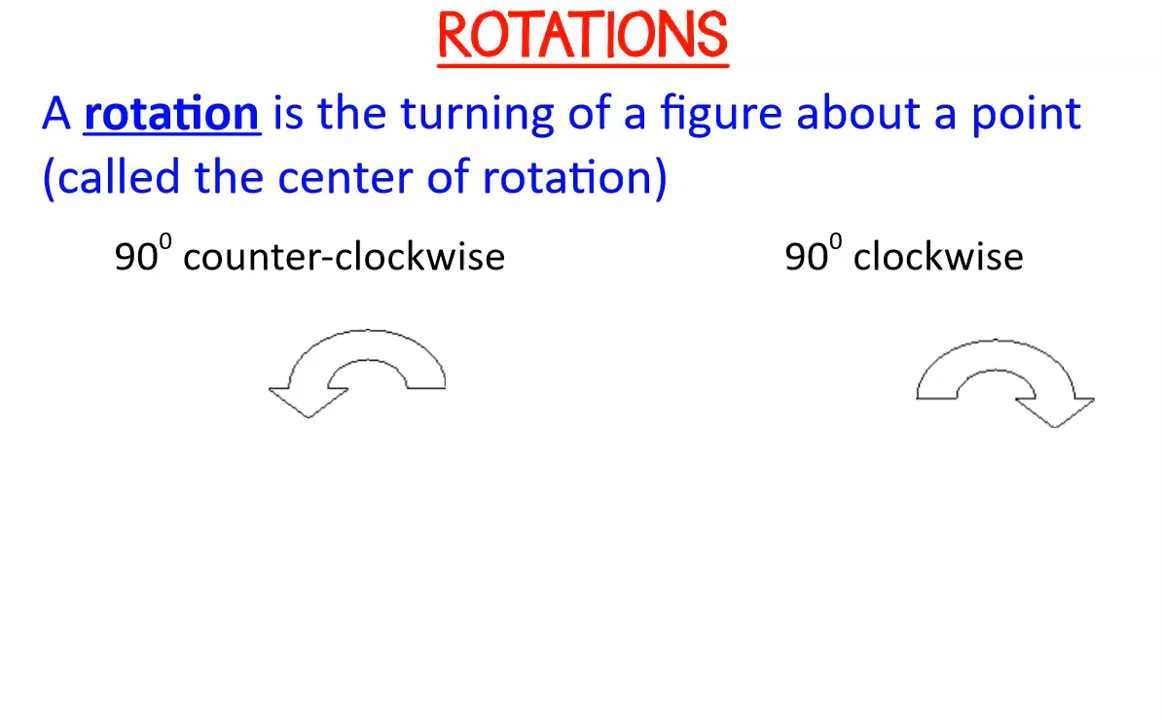 ROTATIONS
A rotation is the turning of a figure about a point
(called the center of rotation)
90⁰ counter-clockwise
90⁰ clockwise